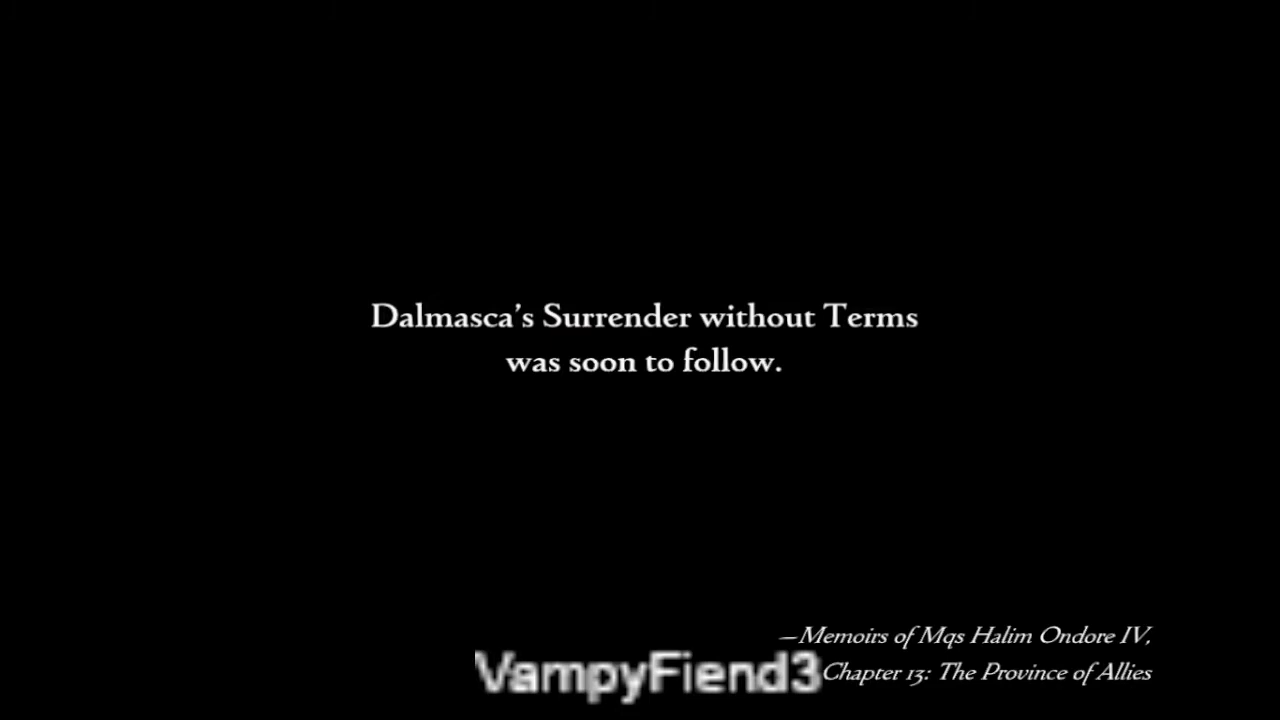 Dalmasca's Surrender without Terms
was soon to follow.
—Memoirs of Mqs Halim Ondore IV,
Chapter 13: The Province of Allies
VampyFiend3